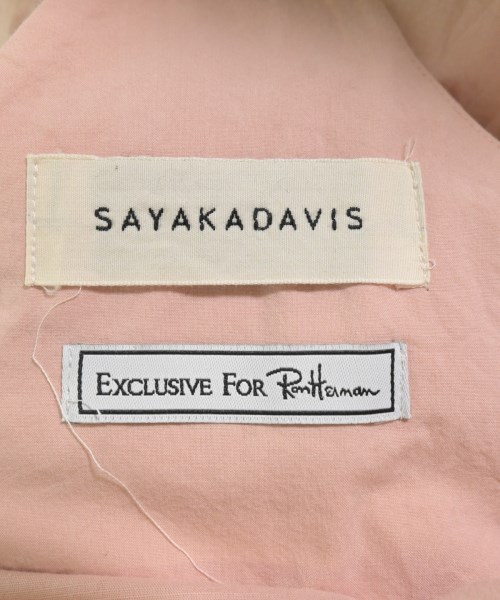 SAYAKADAVIS
EXCLUSIVE FOR Ron Herman